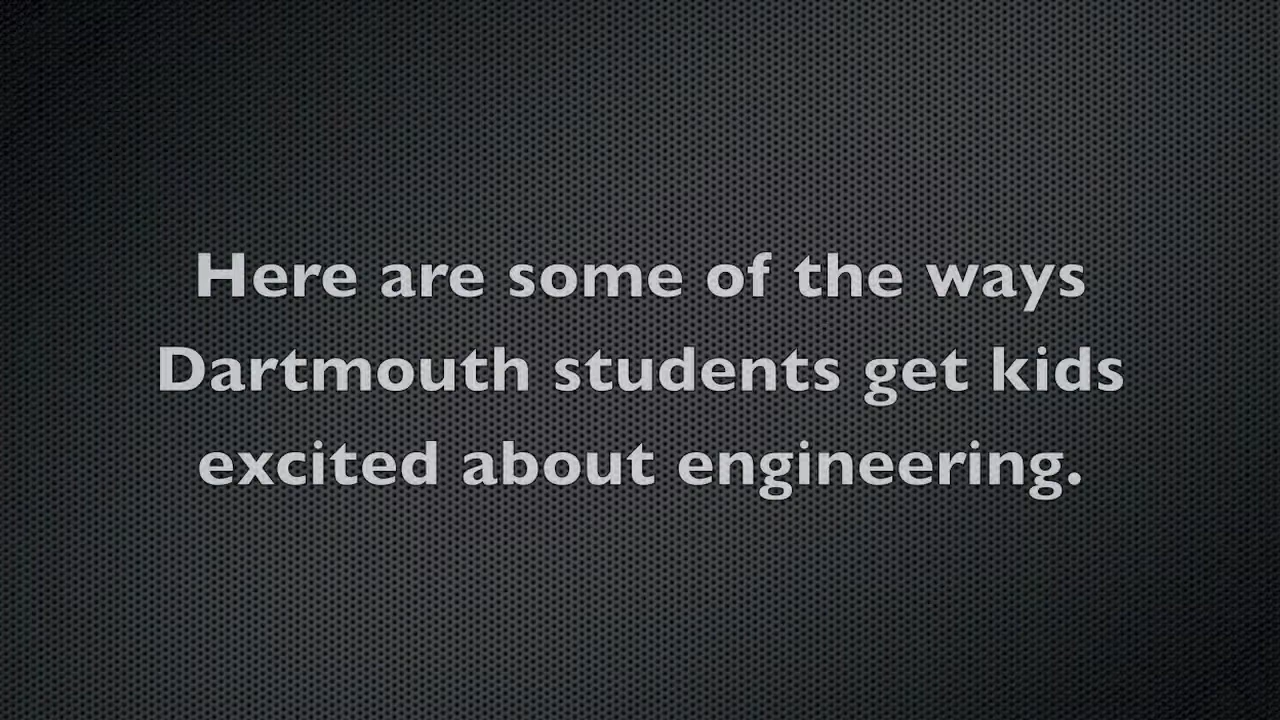 Here are some of the ways
Dartmouth students get kids
excited about engineering.